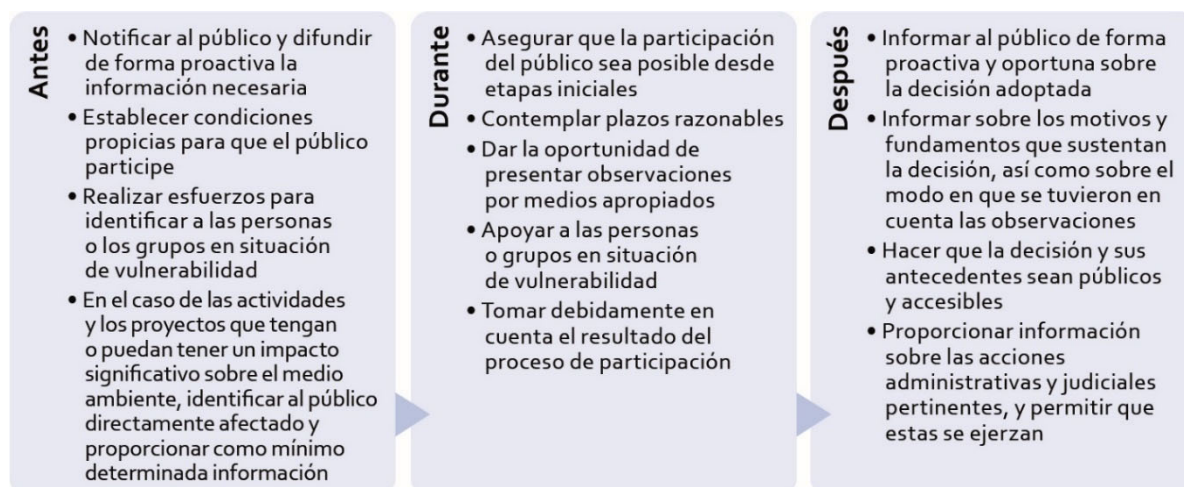 Antes
• Notificar al público y difundir
de forma proactiva la
información necesaria
• Establecer condiciones
propicias para que el público
participe
• Realizar esfuerzos para
identificar a las personas
o los grupos en situación
de vulnerabilidad
• En el caso de las actividades
y los proyectos que tengan
o puedan tener un impacto
significativo sobre el medio
ambiente, identificar al público
directamente afectado y
proporcionar como mínimo
determinada información
Durante
• Asegurar que la participación
del público sea posible desde
etapas iniciales
• Contemplar plazos razonables
• Dar la oportunidad de
presentar observaciones
por medios apropiados
• Apoyar a las personas
o grupos en situación
de vulnerabilidad
• Tomar debidamente en
cuenta el resultado del
proceso de participación
Después
• Informar al público de forma
proactiva y oportuna sobre
la decisión adoptada
• Informar sobre los motivos y
fundamentos que sustentan
la decisión, así como sobre el
modo en que se tuvieron en
cuenta las observaciones
• Hacer que la decisión y sus
antecedentes sean públicos
y accesibles
• Proporcionar información
sobre las acciones
administrativas y judiciales
pertinentes, y permitir que
estas se ejerzan